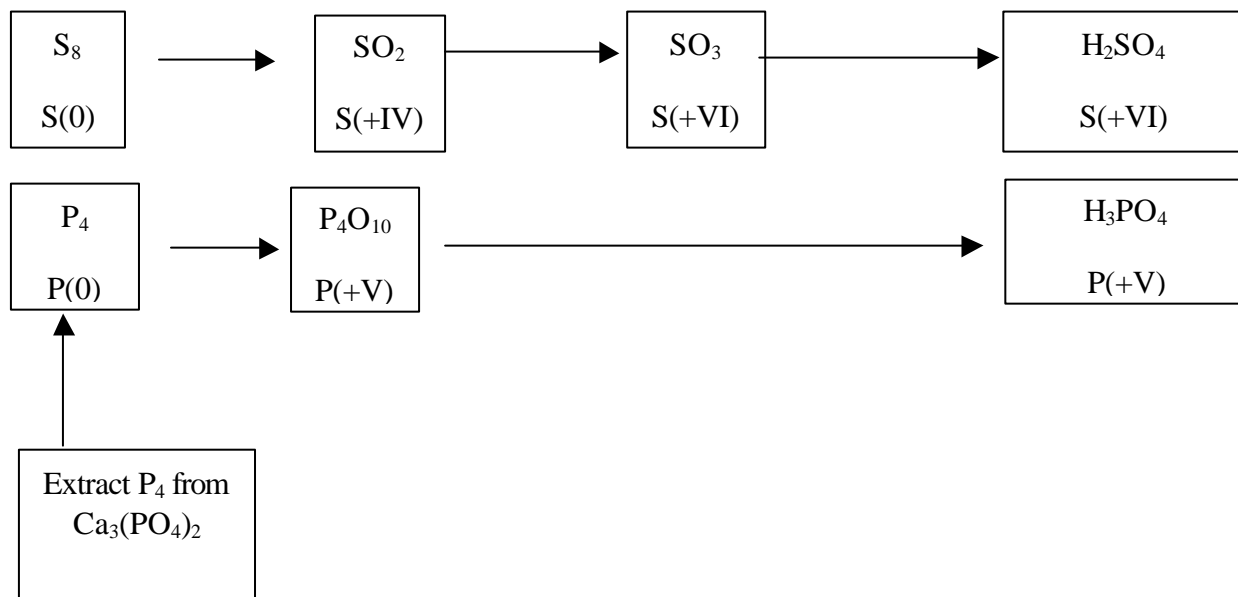 S₈ SO₂ SO₃ H₂SO₄
S(0) S(+IV) S(+VI) S(+VI)
P₄ P₄O₁₀ H₃PO₄
P(0) P(+V) P(+V)
Extract P₄ from
Ca₃(PO₄)₂